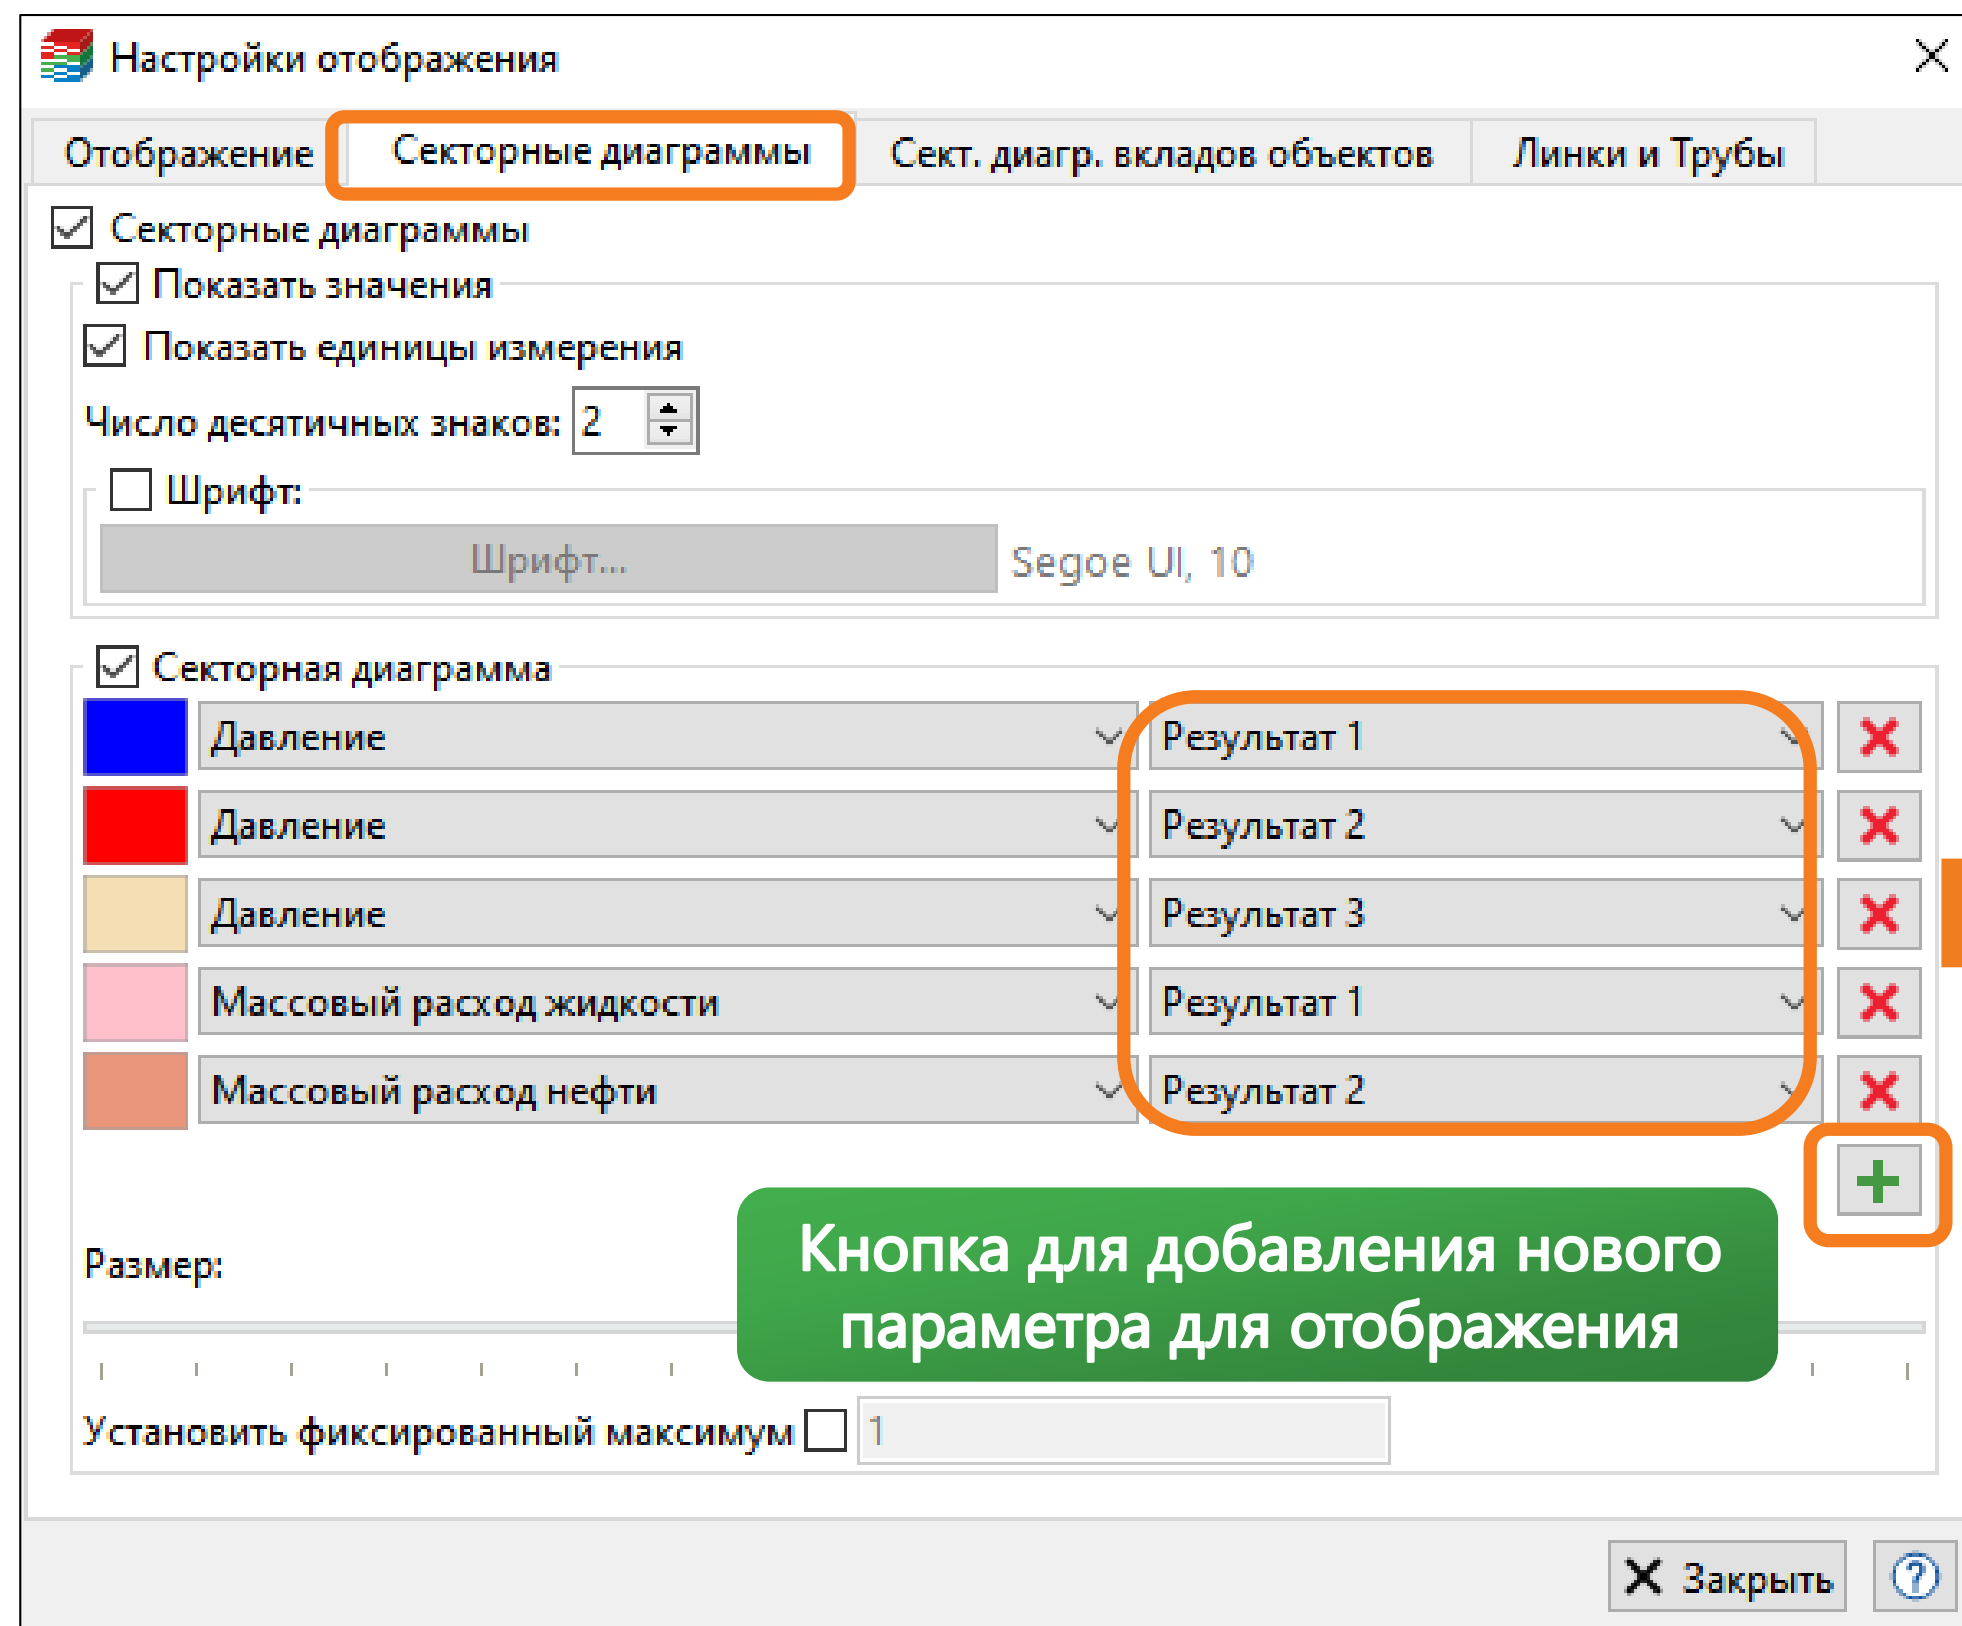 Настройки отображения
Отображение
Секторные диаграммы
Сект. диагр. вкладов объектов
Линки и Трубы
Секторные диаграммы
Показать значения
Показать единицы измерения
Число десятичных знаков: 2
Шрифт:
Шрифт... Segoe UI, 10
Секторная диаграмма
Давление Результат 1
Давление Результат 2
Давление Результат 3
Массовый расход жидкости Результат 1
Массовый расход нефти Результат 2
Кнопка для добавления нового
параметра для отображения
Размер:
Установить фиксированный максимум 1
Закрыть ?